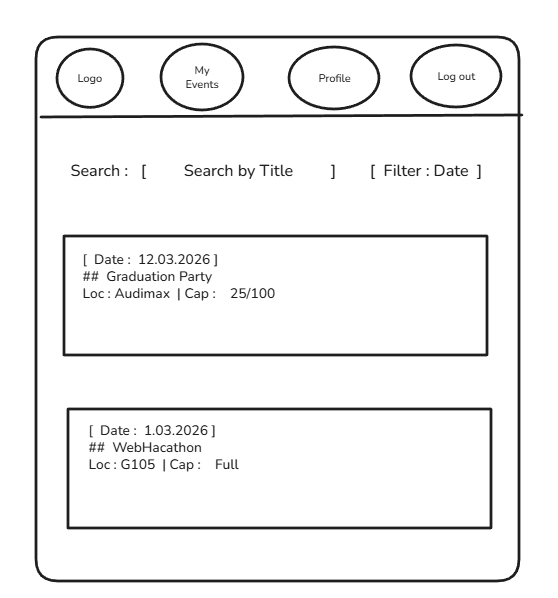 Logo
My
Events
Profile
Log out
Search : [ Search by Title ] [ Filter : Date ]
[ Date : 12.03.2026 ]
## Graduation Party
Loc : Audimax | Cap : 25/100
[ Date : 1.03.2026 ]
## WebHacathon
Loc : G105 | Cap : Full